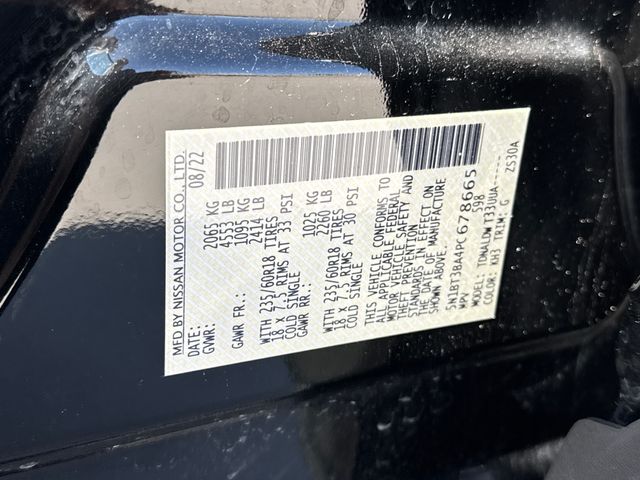 MFD BY NISSAN MOTOR CO., LTD.
DATE: 08/22
GVWR: 2065 KG
4553 LB
GAWR FR.: 1095 KG
2414 LB
WITH 235/60R18 TIRES
18 x 7.5 RIMS AT 33 PSI
COLD SINGLE
GAWR RR.: 1025 KG
2260 LB
WITH 235/60R18 TIRES
18 x 7.5 RIMS AT 30 PSI
COLD SINGLE
THIS VEHICLE CONFORMS TO
ALL APPLICABLE FEDERAL
MOTOR VEHICLE SAFETY AND
THEFT PREVENTION
STANDARDS IN EFFECT ON
THE DATE OF MANUFACTURE
SHOWN ABOVE.
5N1BT3BA4PC678665
MPV 598
MODEL: TDNALDW T33UUA-----
COLOR: KH3 TRIM: G ZS30A